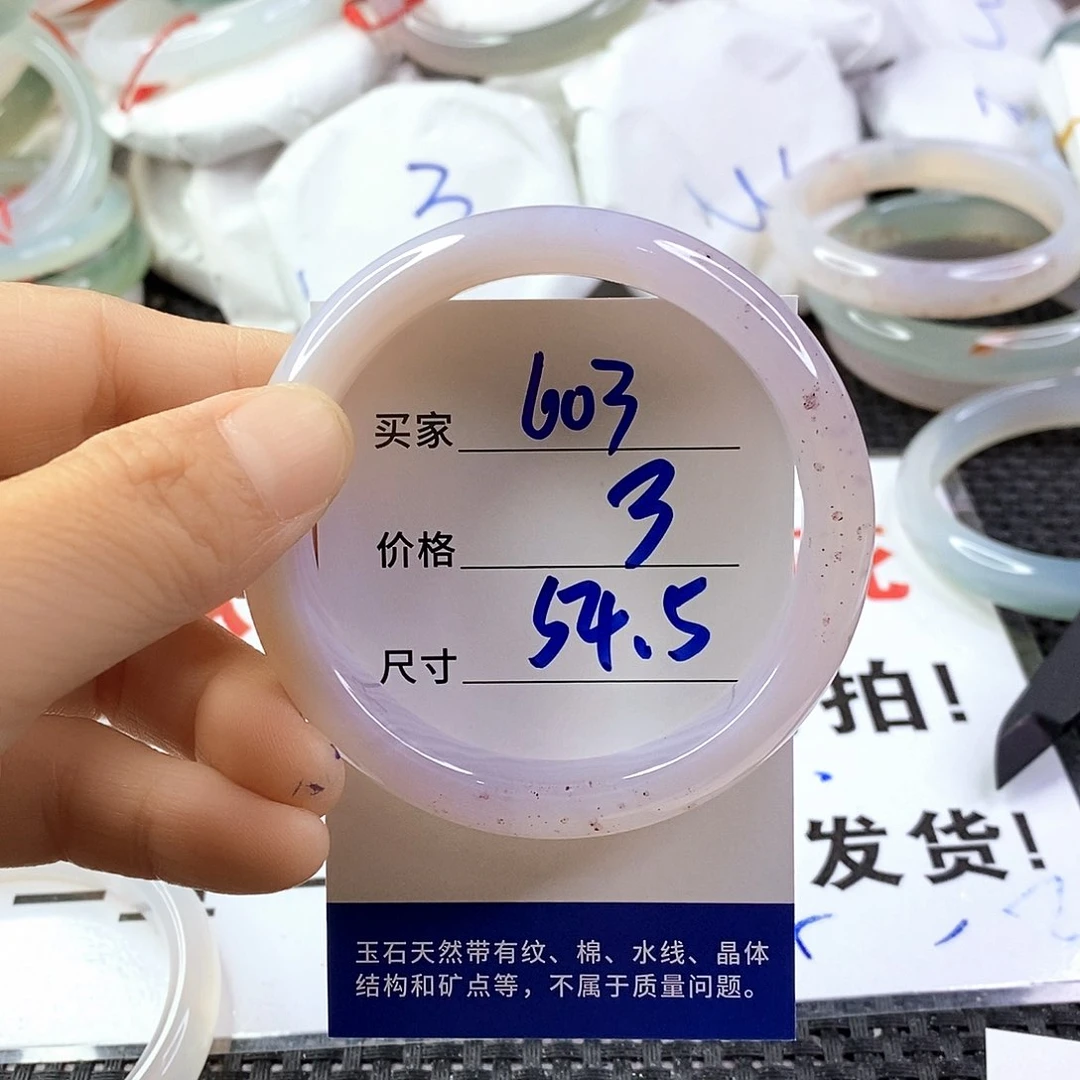 3
买家 603
价格 3
尺寸 54.5
拍!
发货!
玉石天然带有纹、棉、水线、晶体
结构和矿点等，不属于质量问题。